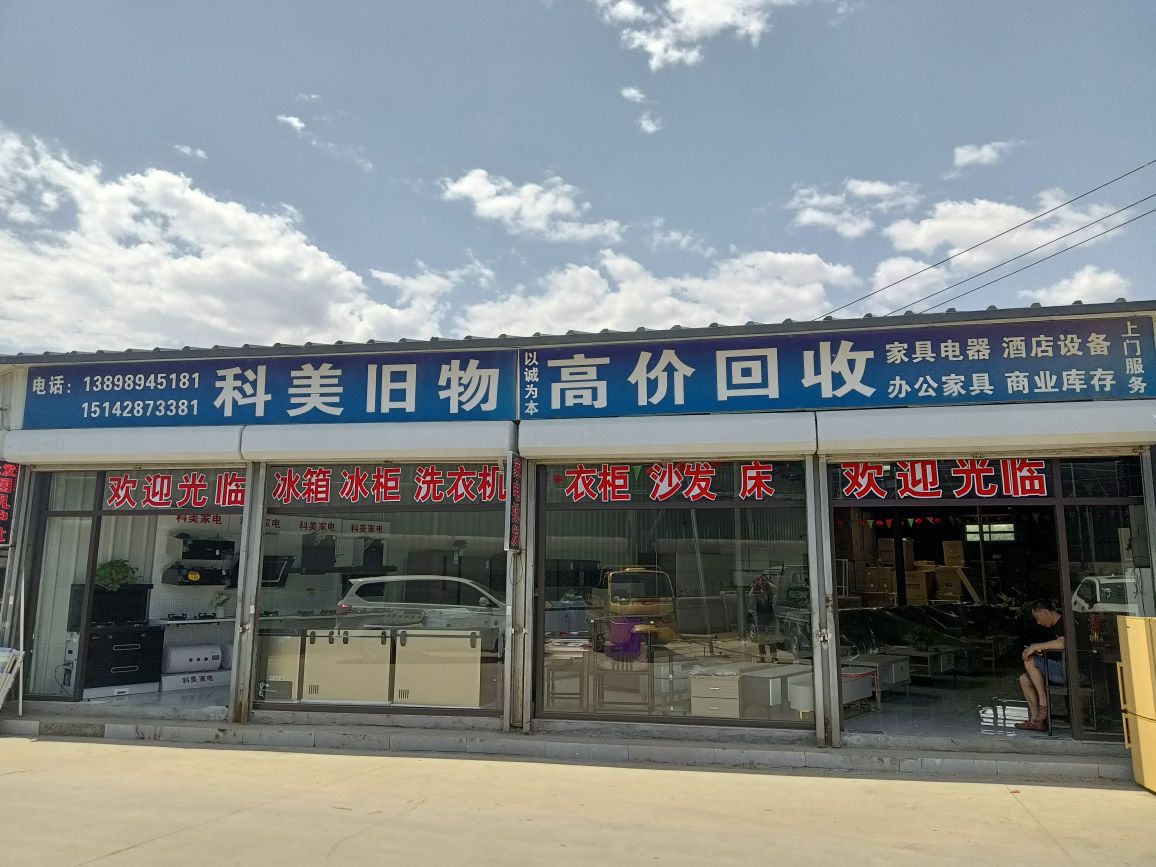 电话：13898945181
15142873381
科美旧物
以诚为本
高价回收
家具电器 酒店设备
办公家具 商业库存
上门服务
欢迎光临
冰箱 冰柜 洗衣机
衣柜 沙发 床
欢迎光临
科美家电
科美家电
科美家电
科美家电